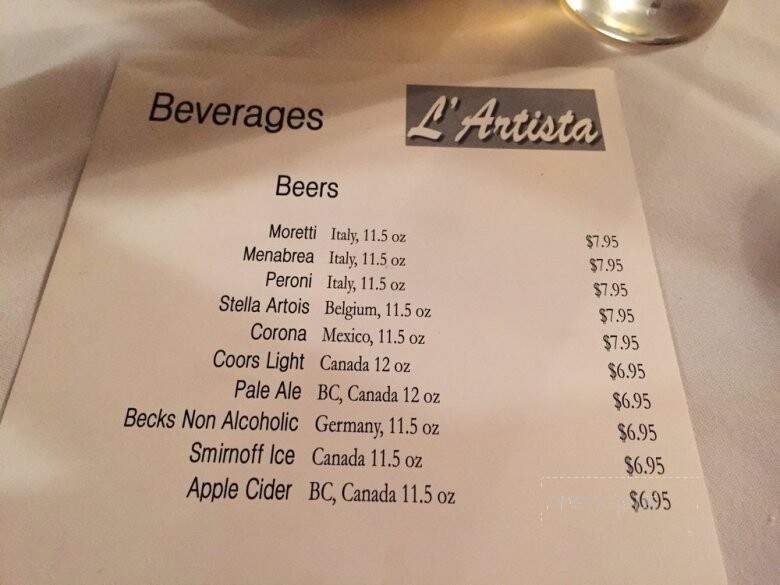 Beverages
L'Artista
Beers
Moretti Italy, 11.5 oz $7.95
Menabrea Italy, 11.5 oz $7.95
Peroni Italy, 11.5 oz $7.95
Stella Artois Belgium, 11.5 oz $7.95
Corona Mexico, 11.5 oz $7.95
Coors Light Canada 12 oz $6.95
Pale Ale BC, Canada 12 oz $6.95
Becks Non Alcoholic Germany, 11.5 oz $6.95
Smirnoff Ice Canada 11.5 oz $6.95
Apple Cider BC, Canada 11.5 oz $6.95